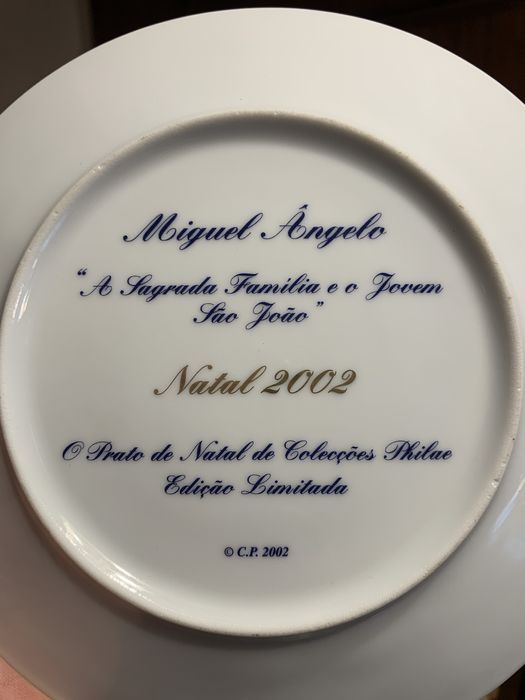 Miguel Ângelo
“A Sagrada Família e o Jovem
São João”
Natal 2002
O Prato de Natal de Colecções Philae
Edição Limitada
© C.P. 2002